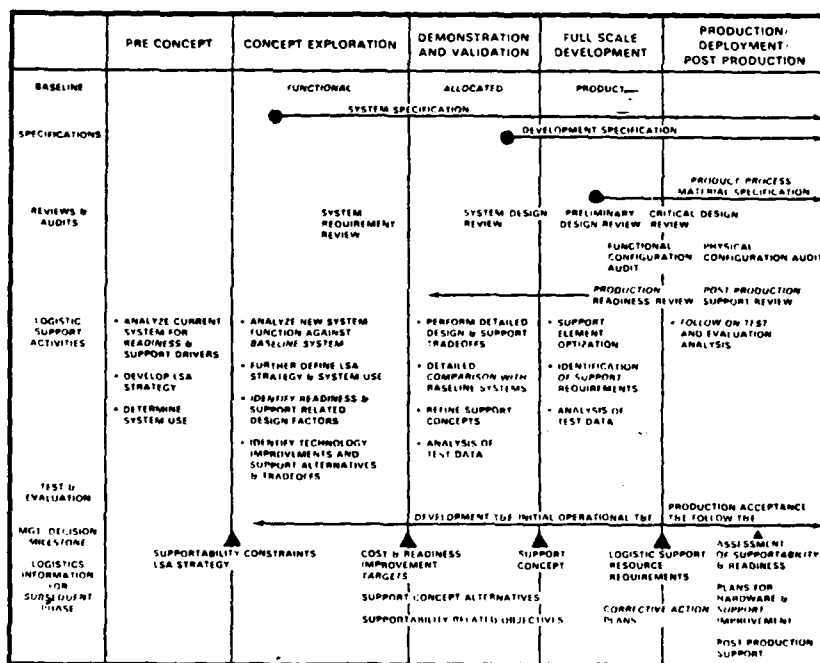 PRE CONCEPT
CONCEPT EXPLORATION
DEMONSTRATION
AND VALIDATION
FULL SCALE
DEVELOPMENT
PRODUCTION/
DEPLOYMENT/
POST PRODUCTION
BASELINE
FUNCTIONAL
ALLOCATED
PRODUCT
SYSTEM SPECIFICATION
SPECIFICATIONS
DEVELOPMENT SPECIFICATION
PRODUCT PROCESS
MATERIAL SPECIFICATION
REVIEWS &
AUDITS
SYSTEM
REQUIREMENT
REVIEW
SYSTEM DESIGN
REVIEW
PRELIMINARY
DESIGN REVIEW
CRITICAL DESIGN
REVIEW
FUNCTIONAL
CONFIGURATION
AUDIT
PHYSICAL
CONFIGURATION AUDIT
PRODUCTION
READINESS REVIEW
POST PRODUCTION
SUPPORT REVIEW
LOGISTIC
SUPPORT
ACTIVITIES
• ANALYZE CURRENT
SYSTEM FOR
READINESS &
SUPPORT DRIVERS
• DEVELOP LSA
STRATEGY
• DETERMINE
SYSTEM USE
• ANALYZE NEW SYSTEM
FUNCTION AGAINST
BASELINE SYSTEM
• FURTHER DEFINE LSA
STRATEGY & SYSTEM USE
• IDENTIFY READINESS &
SUPPORT RELATED
DESIGN FACTORS
• IDENTIFY TECHNOLOGY
IMPROVEMENTS AND
SUPPORT ALTERNATIVES
& TRADEOFFS
• PERFORM DETAILED
DESIGN & SUPPORT
TRADEOFFS
• DETAILED
COMPARISON WITH
BASELINE SYSTEMS
• REFINE SUPPORT
CONCEPTS
• ANALYSIS OF
TEST DATA
• SUPPORT
ELEMENT
OPTIZATION
• IDENTIFICATION
OF SUPPORT
REQUIREMENTS
• ANALYSIS OF
TEST DATA
• FOLLOW ON TEST
AND EVALUATION
ANALYSIS
TEST &
EVALUATION
DEVELOPMENT T&E INITIAL OPERATIONAL T&E
PRODUCTION ACCEPTANCE
THE FOLLOW THE
MGT. DECISION
MILESTONE
LOGISTICS
INFORMATION
FOR
SUBSEQUENT
PHASE
SUPPORTABILITY CONSTRAINTS
LSA STRATEGY
COST & READINESS
IMPROVEMENT
TARGETS
SUPPORT CONCEPT ALTERNATIVES
SUPPORTABILITY RELATED OBJECTIVES
SUPPORT
CONCEPT
LOGISTIC SUPPORT
RESOURCE
REQUIREMENTS
CORRECTIVE ACTION
PLANS
ASSESSMENT
OF SUPPORTABILITY
& READINESS
PLANS FOR
HARDWARE &
SUPPORT
IMPROVEMENT
POST PRODUCTION
SUPPORT